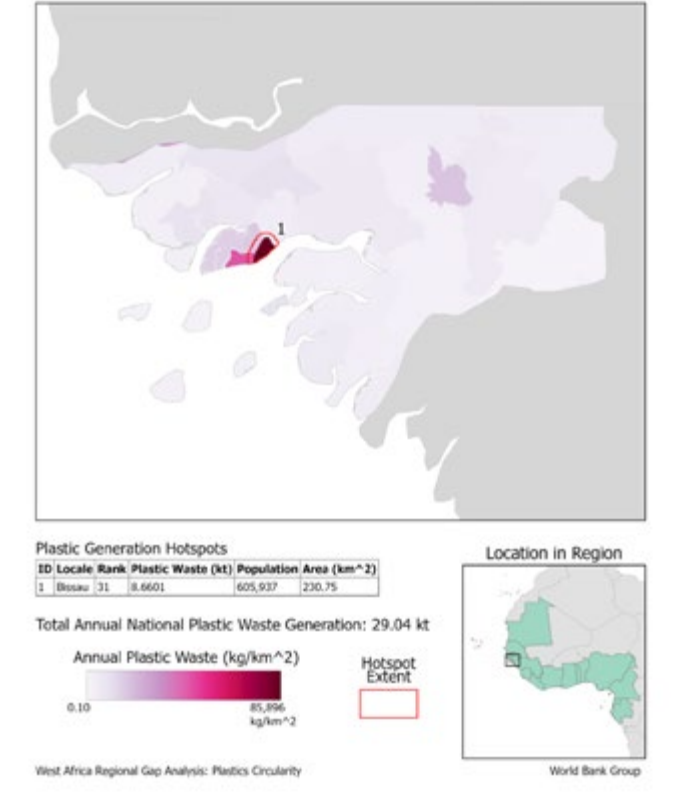 1
Plastic Generation Hotspots
ID Locale Rank Plastic Waste (kt) Population Area (km^2)
1 Bissau 31 8.6601 605,937 230.75
Total Annual National Plastic Waste Generation: 29.04 kt
Annual Plastic Waste (kg/km^2)
0.10
85,896
kg/km^2
Hotspot
Extent
Location in Region
West Africa Regional Gap Analysis: Plastics Circularity
World Bank Group